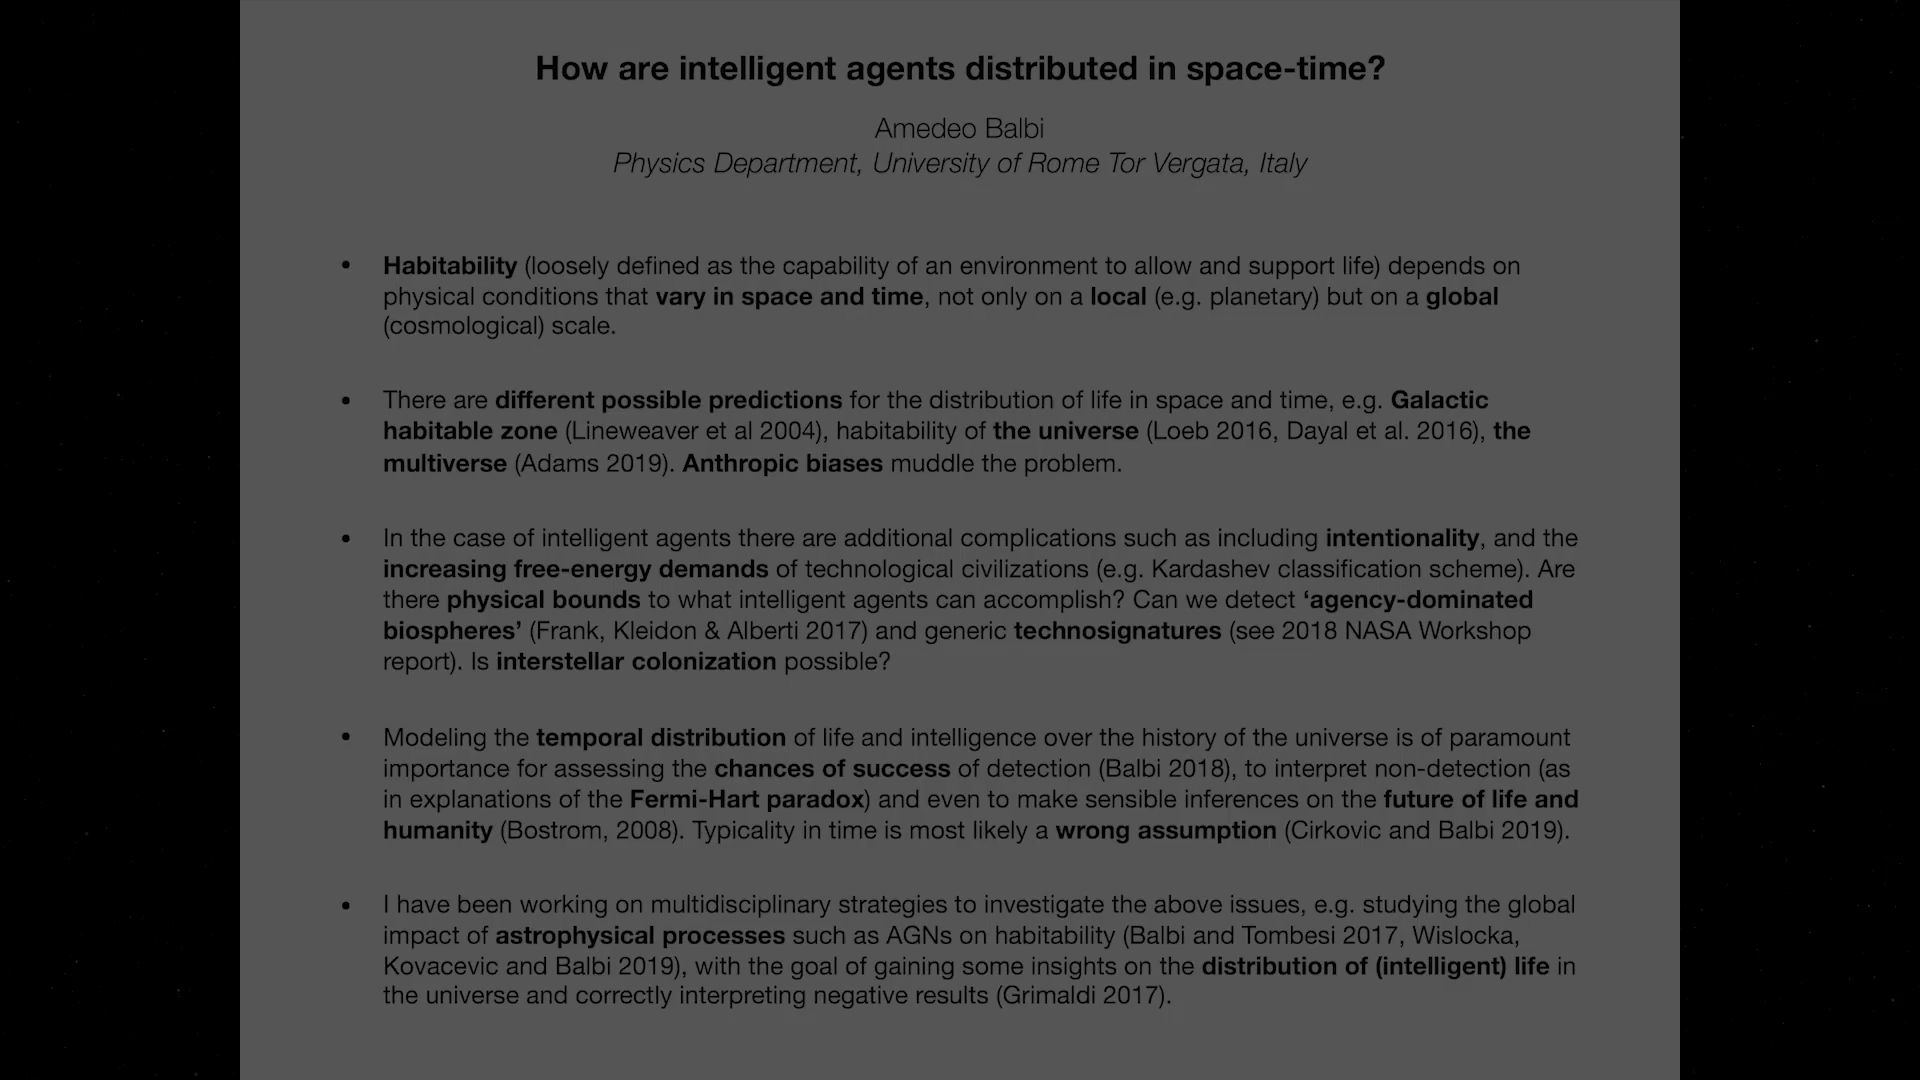 How are intelligent agents distributed in space-time?
Amedeo Balbi
Physics Department, University of Rome Tor Vergata, Italy
• Habitability (loosely defined as the capability of an environment to allow and support life) depends on
physical conditions that vary in space and time, not only on a local (e.g. planetary) but on a global
(cosmological) scale.
• There are different possible predictions for the distribution of life in space and time, e.g. Galactic
habitable zone (Lineweaver et al 2004), habitability of the universe (Loeb 2016, Dayal et al. 2016), the
multiverse (Adams 2019). Anthropic biases muddle the problem.
• In the case of intelligent agents there are additional complications such as including intentionality, and the
increasing free-energy demands of technological civilizations (e.g. Kardashev classification scheme). Are
there physical bounds to what intelligent agents can accomplish? Can we detect ‘agency-dominated
biospheres’ (Frank, Kleidon & Alberti 2017) and generic technosignatures (see 2018 NASA Workshop
report). Is interstellar colonization possible?
• Modeling the temporal distribution of life and intelligence over the history of the universe is of paramount
importance for assessing the chances of success of detection (Balbi 2018), to interpret non-detection (as
in explanations of the Fermi-Hart paradox) and even to make sensible inferences on the future of life and
humanity (Bostrom, 2008). Typicality in time is most likely a wrong assumption (Cirkovic and Balbi 2019).
• I have been working on multidisciplinary strategies to investigate the above issues, e.g. studying the global
impact of astrophysical processes such as AGNs on habitability (Balbi and Tombesi 2017, Wislocka,
Kovacevic and Balbi 2019), with the goal of gaining some insights on the distribution of (intelligent) life in
the universe and correctly interpreting negative results (Grimaldi 2017).